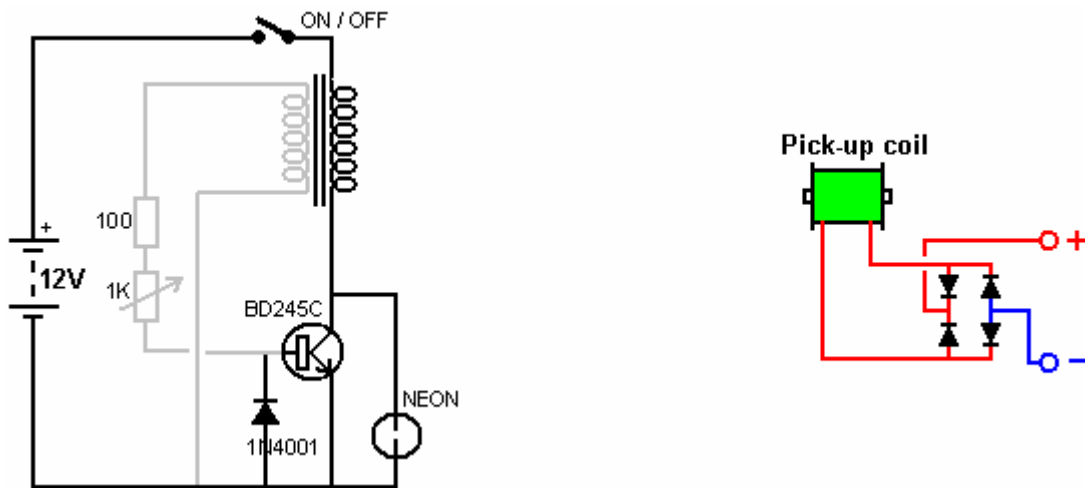 ON / OFF
Pick-up coil
100
+
+
12V
1K
BD245C
NEON
1N4001
−